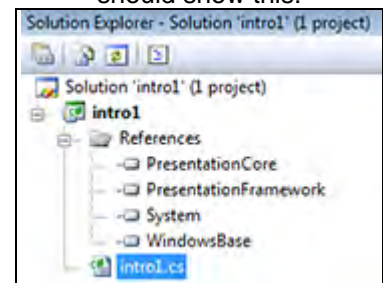 should show this:
Solution Explorer - Solution 'intro1' (1 project)
Solution 'intro1' (1 project)
intro1
References
PresentationCore
PresentationFramework
System
WindowsBase
intro1.cs